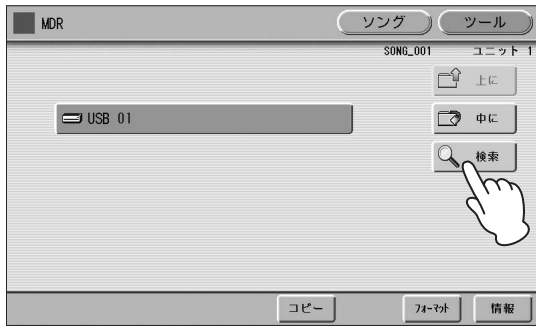 MDR ソング ツール
SONG_001 ユニット 1
上に
USB 01 中に
検索
コピー フォーマット 情報